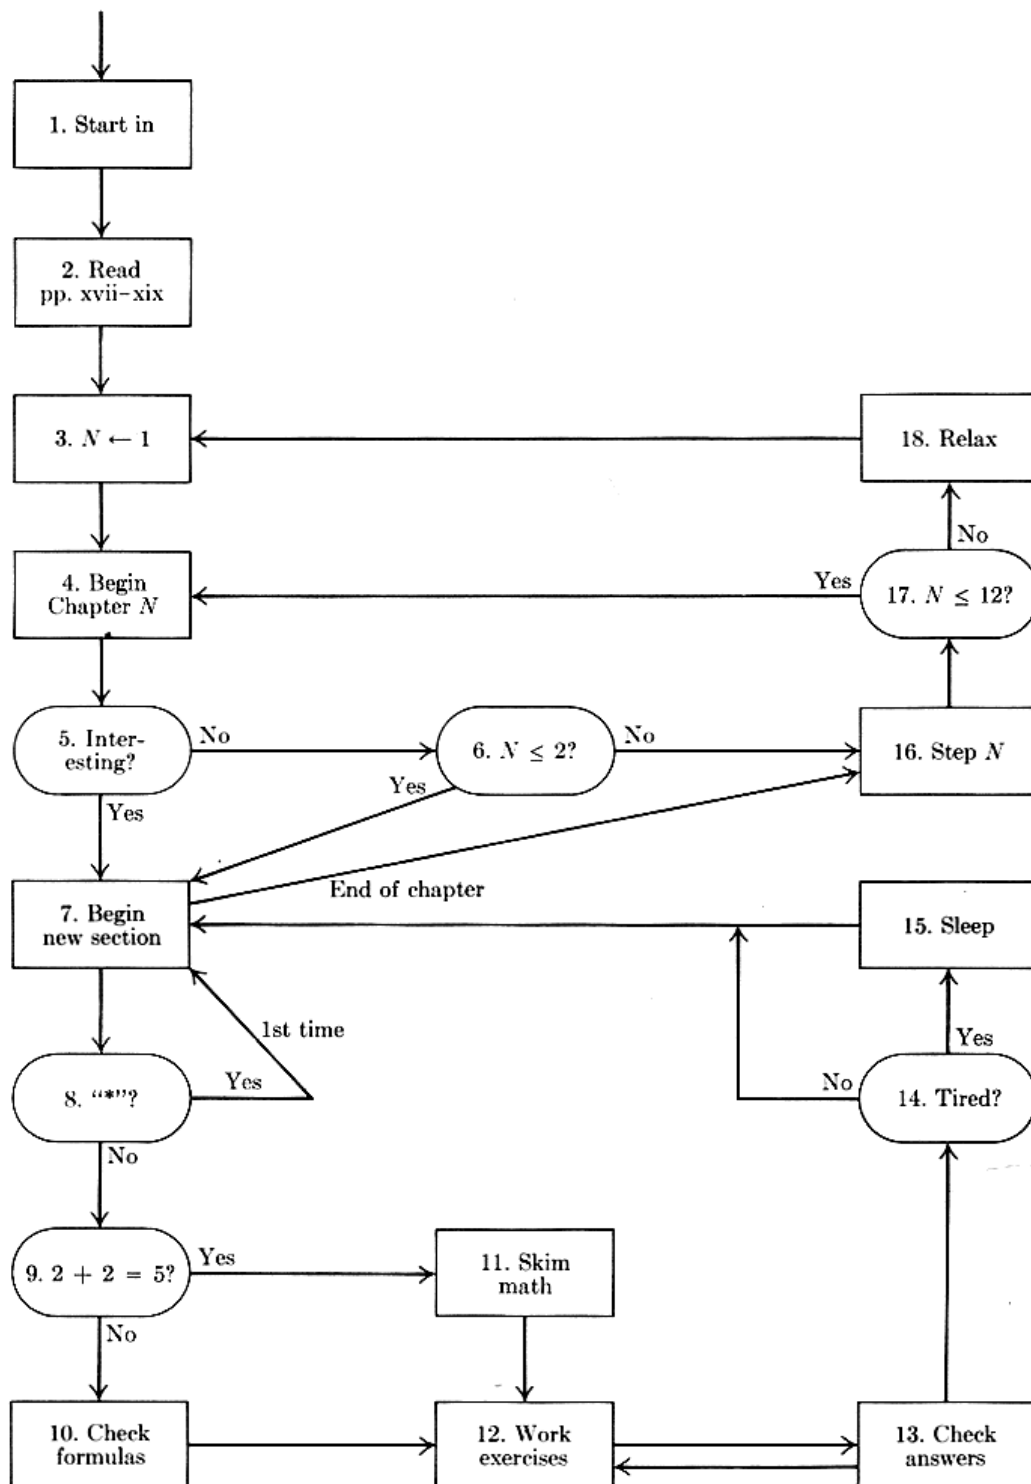 1. Start in
2. Read
pp. xvii–xix
3. N ← 1
18. Relax
No
4. Begin
Chapter N
Yes
17. N ≤ 12?
5. Inter-
esting?
No
6. N ≤ 2?
No
16. Step N
Yes
Yes
End of chapter
7. Begin
new section
15. Sleep
1st time
Yes
8. “*”?
Yes
No
14. Tired?
No
9. 2 + 2 = 5?
Yes
11. Skim
math
No
10. Check
formulas
12. Work
exercises
13. Check
answers